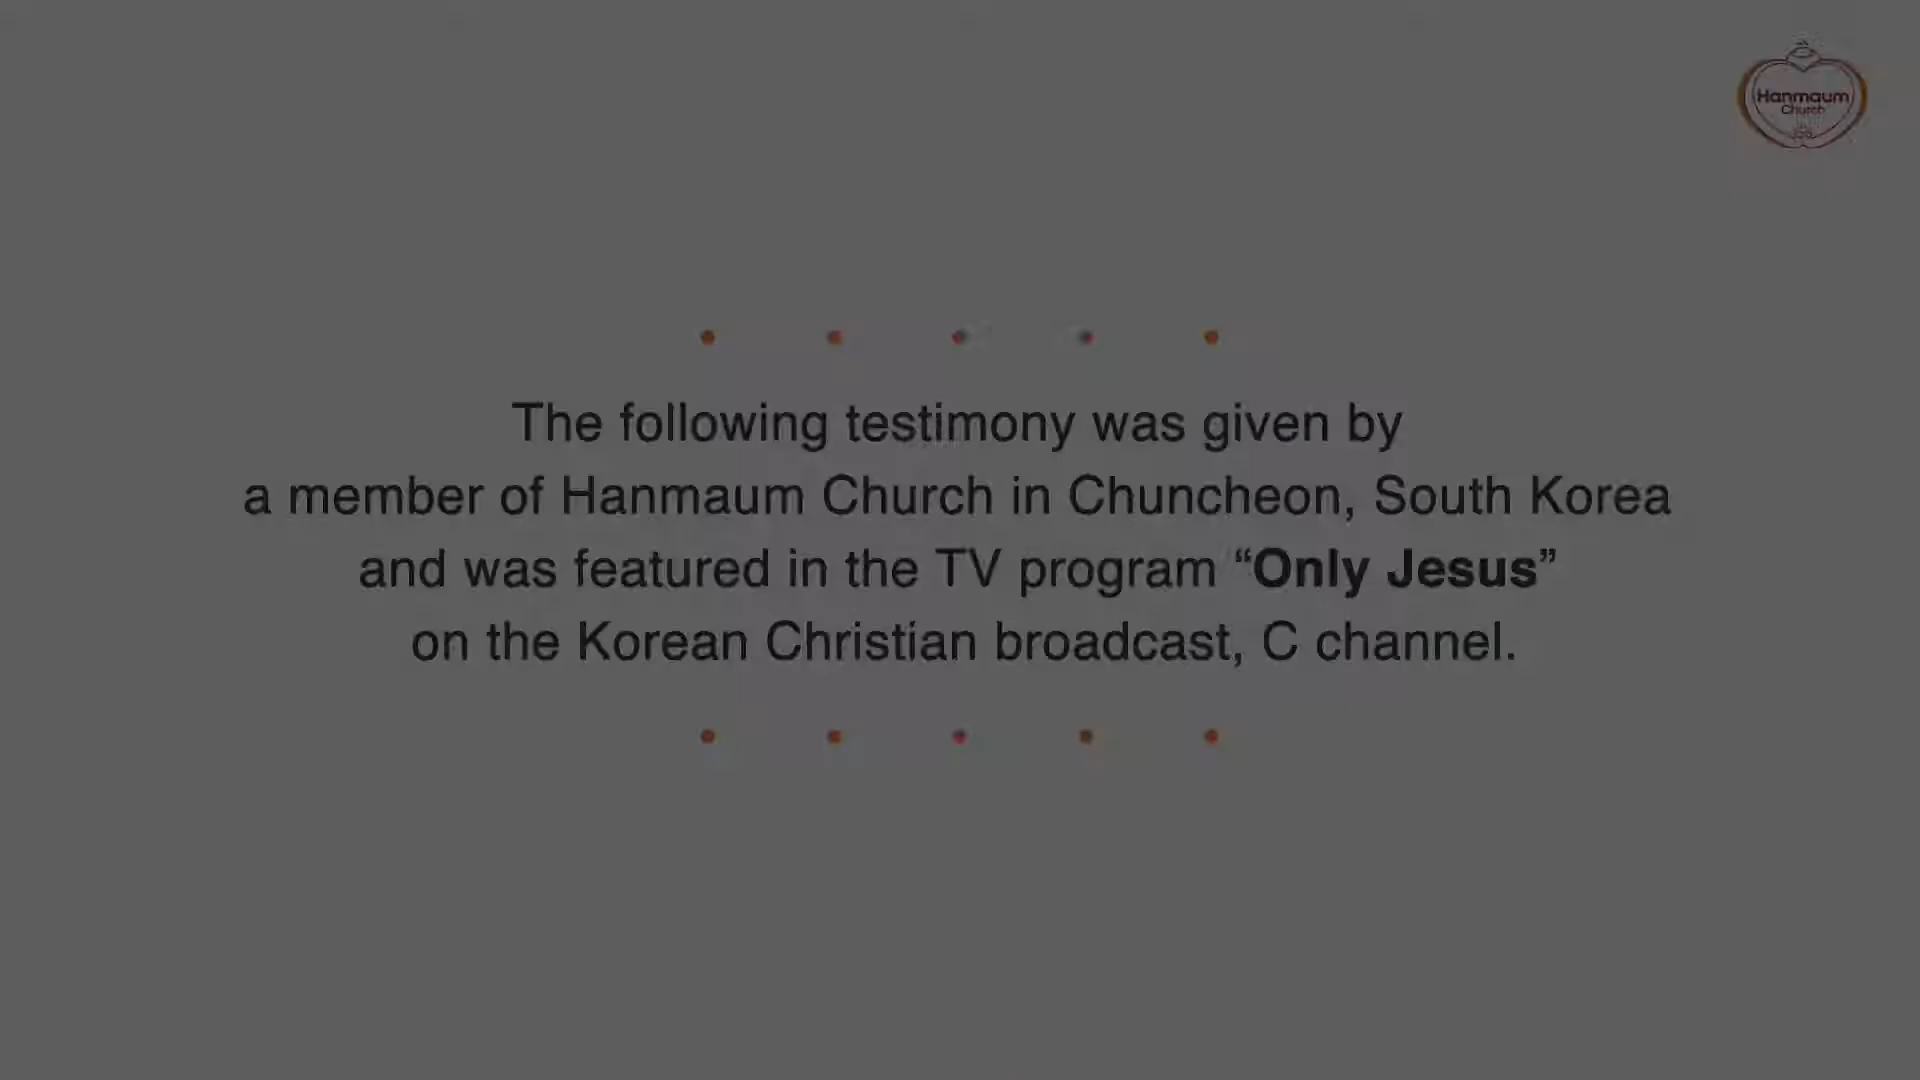 Hanmaum
Church
The following testimony was given by
a member of Hanmaum Church in Chuncheon, South Korea
and was featured in the TV program “Only Jesus”
on the Korean Christian broadcast, C channel.